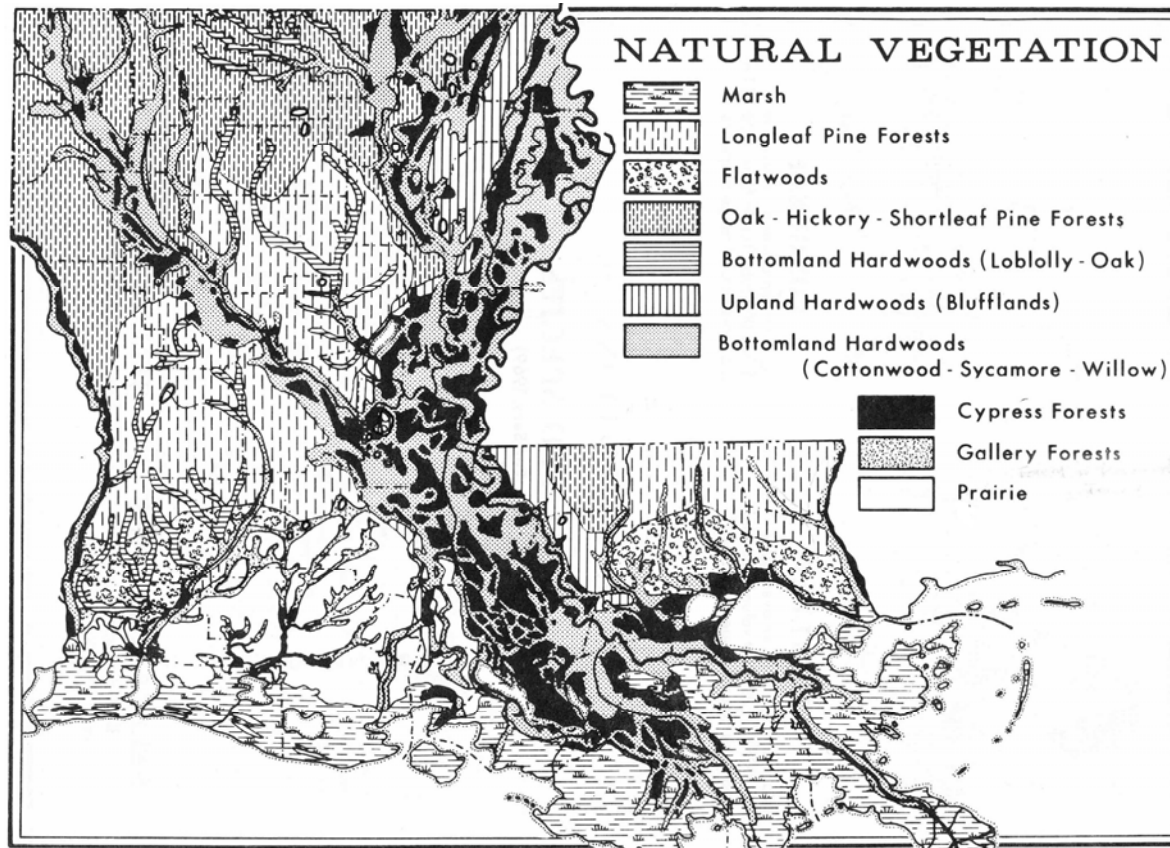 NATURAL VEGETATION
Marsh
Longleaf Pine Forests
Flatwoods
Oak - Hickory - Shortleaf Pine Forests
Bottomland Hardwoods (Loblolly - Oak)
Upland Hardwoods (Blufflands)
Bottomland Hardwoods
(Cottonwood - Sycamore - Willow)
Cypress Forests
Gallery Forests
Prairie